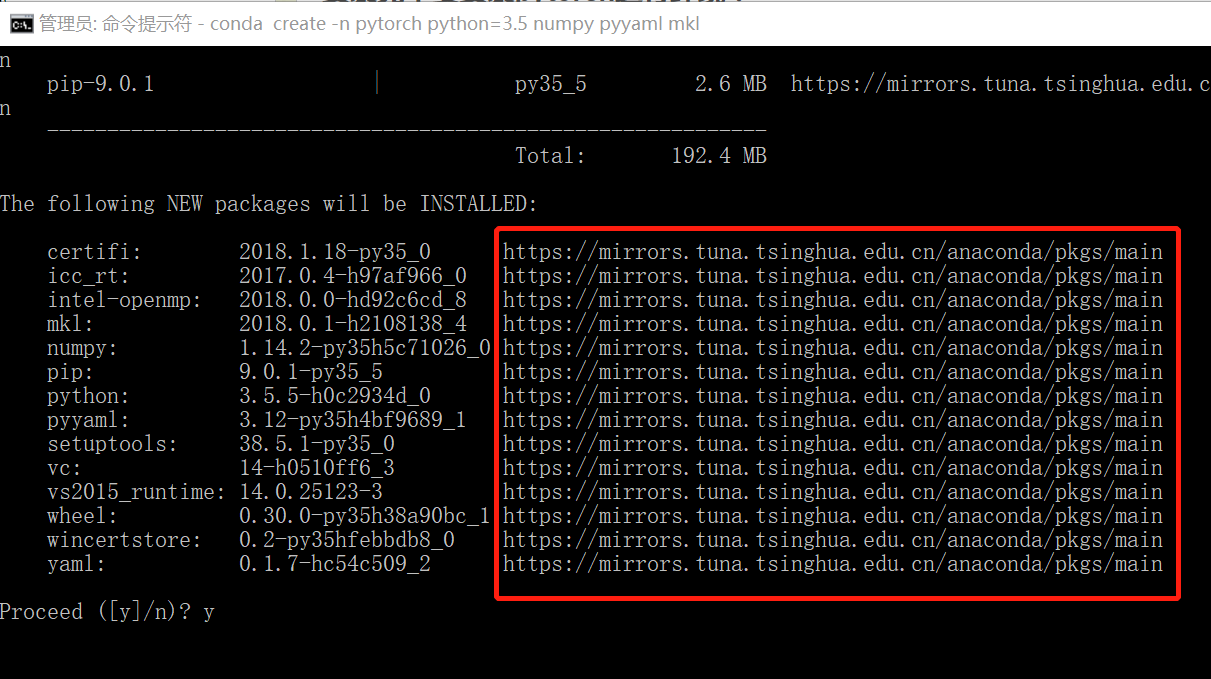 管理员: 命令提示符 - conda  create -n pytorch python=3.5 numpy pyyaml mkl
n
    pip-9.0.1                  |           py35_5         2.6 MB  https://mirrors.tuna.tsinghua.edu.c
n
    ------------------------------------------------------------
                                           Total:       192.4 MB
The following NEW packages will be INSTALLED:
    certifi:        2018.1.18-py35_0      https://mirrors.tuna.tsinghua.edu.cn/anaconda/pkgs/main
    icc_rt:         2017.0.4-h97af966_0   https://mirrors.tuna.tsinghua.edu.cn/anaconda/pkgs/main
    intel-openmp:   2018.0.0-hd92c6cd_8   https://mirrors.tuna.tsinghua.edu.cn/anaconda/pkgs/main
    mkl:            2018.0.1-h2108138_4   https://mirrors.tuna.tsinghua.edu.cn/anaconda/pkgs/main
    numpy:          1.14.2-py35h5c71026_0 https://mirrors.tuna.tsinghua.edu.cn/anaconda/pkgs/main
    pip:            9.0.1-py35_5          https://mirrors.tuna.tsinghua.edu.cn/anaconda/pkgs/main
    python:         3.5.5-h0c2934d_0      https://mirrors.tuna.tsinghua.edu.cn/anaconda/pkgs/main
    pyyaml:         3.12-py35h4bf9689_1   https://mirrors.tuna.tsinghua.edu.cn/anaconda/pkgs/main
    setuptools:     38.5.1-py35_0         https://mirrors.tuna.tsinghua.edu.cn/anaconda/pkgs/main
    vc:             14-h0510ff6_3         https://mirrors.tuna.tsinghua.edu.cn/anaconda/pkgs/main
    vs2015_runtime: 14.0.25123-3          https://mirrors.tuna.tsinghua.edu.cn/anaconda/pkgs/main
    wheel:          0.30.0-py35h38a90bc_1 https://mirrors.tuna.tsinghua.edu.cn/anaconda/pkgs/main
    wincertstore:   0.2-py35hfebbdb8_0    https://mirrors.tuna.tsinghua.edu.cn/anaconda/pkgs/main
    yaml:           0.1.7-hc54c509_2      https://mirrors.tuna.tsinghua.edu.cn/anaconda/pkgs/main
Proceed ([y]/n)? y